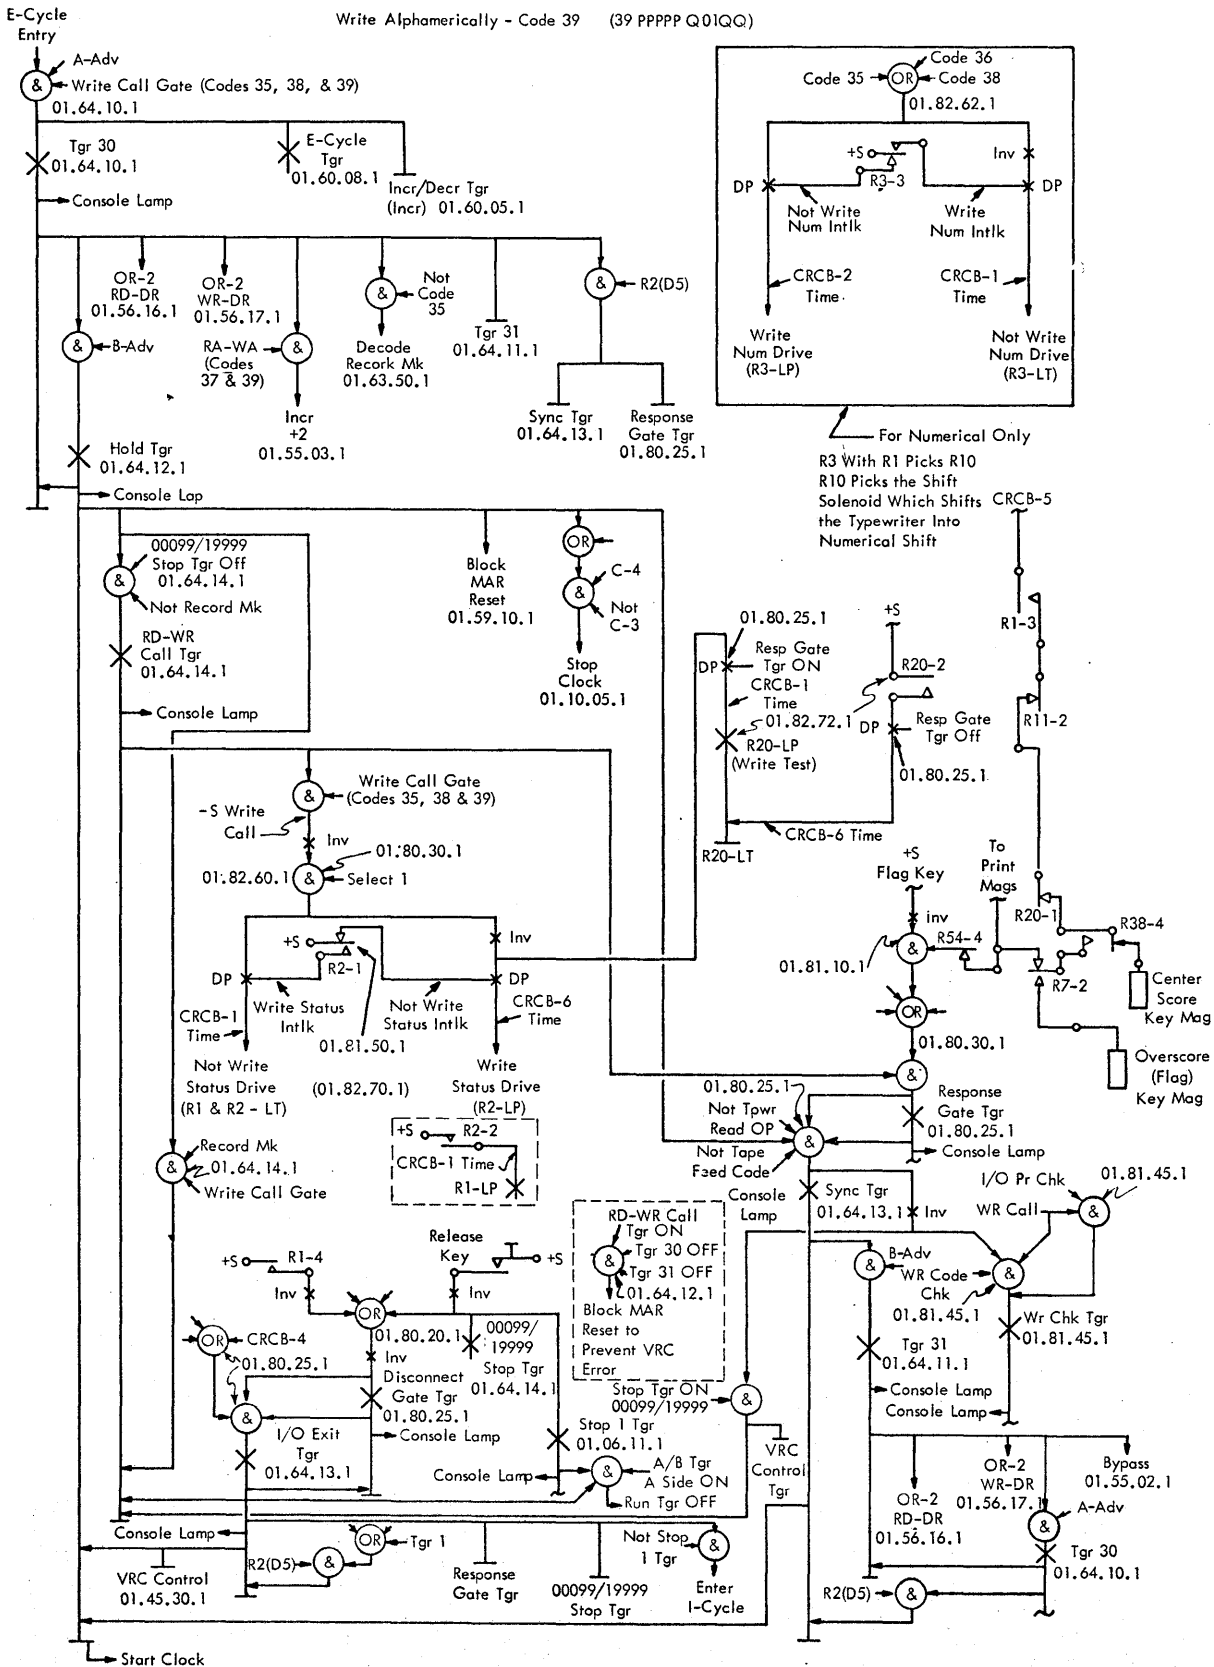 Write Alphamerically - Code 39 (39 PPPPP Q01QQ)
E-Cycle
Entry
A-Adv
&
Write Call Gate (Codes 35, 38, & 39)
01.64.10.1
Tgr 30
01.64.10.1
E-Cycle
Tgr
01.60.08.1
Incr/Decr Tgr
(Incr) 01.60.05.1
Console Lamp
Code 36
Code 35
OR
Code 38
01.82.62.1
+S
R3-3
Inv
DP
DP
Not Write
Num Intlk
Write
Num Intlk
CRCB-2
Time
CRCB-1
Time
Write
Num Drive
(R3-LP)
Not Write
Num Drive
(R3-LT)
For Numerical Only
R3 With R1 Picks R10
R10 Picks the Shift
Solenoid Which Shifts
the Typewriter Into
Numerical Shift
OR-2
RD-DR
01.56.16.1
OR-2
WR-DR
01.56.17.1
&
Not
Code
35
&
R2(D5)
&
B-Adv
RA-WA
(Codes
37 & 39)
&
Decode
Recork Mk
01.63.50.1
Tgr 31
01.64.11.1
Incr
+2
01.55.03.1
Sync Tgr
01.64.13.1
Response
Gate Tgr
01.80.25.1
Hold Tgr
01.64.12.1
Console Lap
00099/19999
Stop Tgr Off
01.64.14.1
&
Not Record Mk
RD-WR
Call Tgr
01.64.14.1
Console Lamp
Block
MAR
Reset
01.59.10.1
OR
C-4
&
Not
C-3
Stop
Clock
01.10.05.1
CRCB-5
R1-3
R11-2
01.80.25.1
DP
Resp Gate
Tgr ON
CRCB-1
Time
01.82.72.1
R20-LP
(Write Test)
+S
R20-2
DP
Resp Gate
Tgr Off
01.80.25.1
CRCB-6 Time
R20-LT
Write Call Gate
(Codes 35, 38 & 39)
&
-S Write
Call
Inv
01.80.30.1
01.82.60.1
&
Select 1
+S
R2-1
Inv
DP
DP
Write Status
Intlk
Not Write
Status Intlk
CRCB-1
Time
CRCB-6
Time
01.81.50.1
Not Write
Status Drive
(R1 & R2 - LT)
(01.82.70.1)
Write
Status Drive
(R2-LP)
+S
R2-2
CRCB-1 Time
R1-LP
+S
Flag Key
To
Print
Mags
inv
&
R54-4
01.81.10.1
R20-1
R38-4
R7-2
Center
Score
Key Mag
Overscore
(Flag)
Key Mag
OR
01.80.30.1
&
01.80.25.1
Not Tpwr
Read OP
Not Tape
Feed Code
&
Response
Gate Tgr
01.80.25.1
Console Lamp
Console
Lamp
Sync Tgr
01.64.13.1
Inv
I/O Pr Chk
01.81.45.1
WR Call
&
Record Mk
&
01.64.14.1
Write Call Gate
+S
R1-4
Inv
Release
Key
+S
Inv
RD-WR Call
Tgr ON
&
Tgr 30 OFF
Tgr 31 OFF
01.64.12.1
Block MAR
Reset to
Prevent VRC
Error
B-Adv
&
WR Code
Chk
&
01.81.45.1
Wr Chk Tgr
01.81.45.1
OR
CRCB-4
01.80.25.1
OR
01.80.20.1
Inv
Disconnect
Gate Tgr
01.80.25.1
00099/
19999
Stop Tgr
01.64.14.1
Console Lamp
&
I/O Exit
Tgr
01.64.13.1
Stop 1 Tgr
01.06.11.1
Console Lamp
&
A/B Tgr
A Side ON
Run Tgr OFF
Stop Tgr ON
00099/19999
&
VRC
Control
Tgr
Tgr 31
01.64.11.1
Console Lamp
Console Lamp
OR-2
RD-DR
01.56.16.1
OR-2
WR-DR
01.56.17.1
Bypass
01.55.02.1
A-Adv
&
Tgr 30
01.64.10.1
R2(D5)
&
Console Lamp
VRC Control
01.45.30.1
OR
Tgr 1
R2(D5)
&
Response
Gate Tgr
00099/19999
Stop Tgr
Not Stop
1 Tgr
&
Enter
I-Cycle
Start Clock